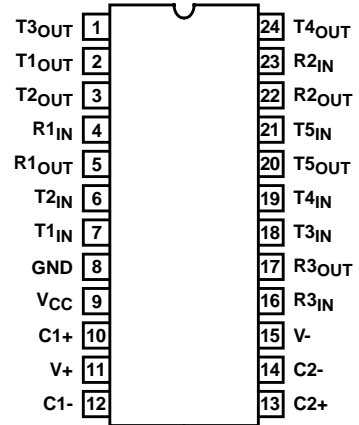 T3OUT 1 24 T4OUT
T1OUT 2 23 R2IN
T2OUT 3 22 R2OUT
R1IN 4 21 T5IN
R1OUT 5 20 T5OUT
T2IN 6 19 T4IN
T1IN 7 18 T3IN
GND 8 17 R3OUT
VCC 9 16 R3IN
C1+ 10 15 V-
V+ 11 14 C2-
C1- 12 13 C2+